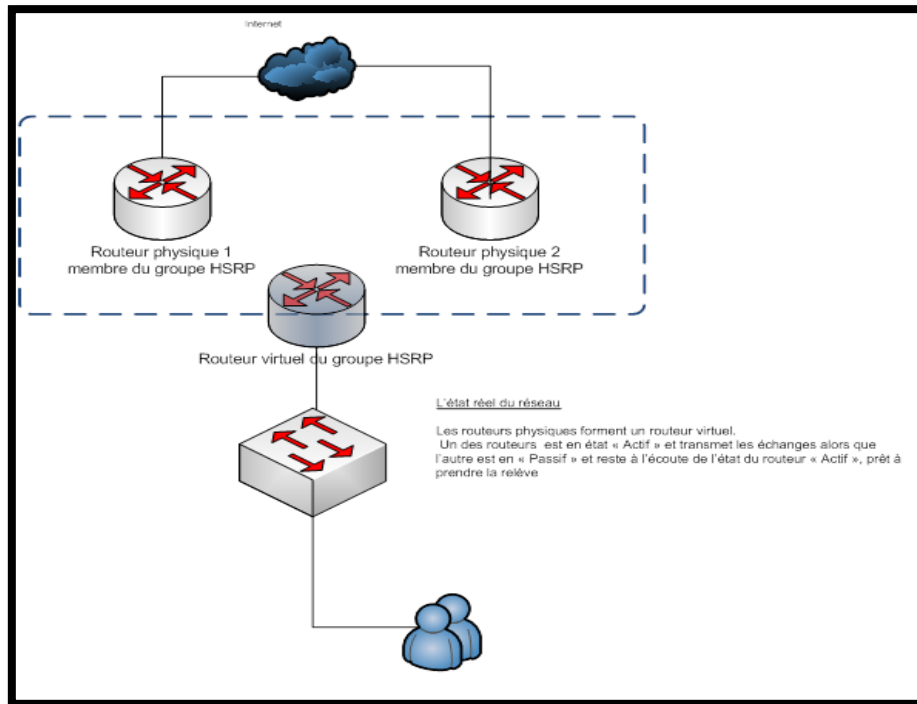 Internet
Routeur physique 1
membre du groupe HSRP
Routeur physique 2
membre du groupe HSRP
Routeur virtuel du groupe HSRP
L'état réel du réseau
Les routeurs physiques forment un routeur virtuel.
Un des routeurs est en état « Actif » et transmet les échanges alors que
l'autre est en « Passif » et reste à l'écoute de l'état du routeur « Actif », prêt à
prendre la relève